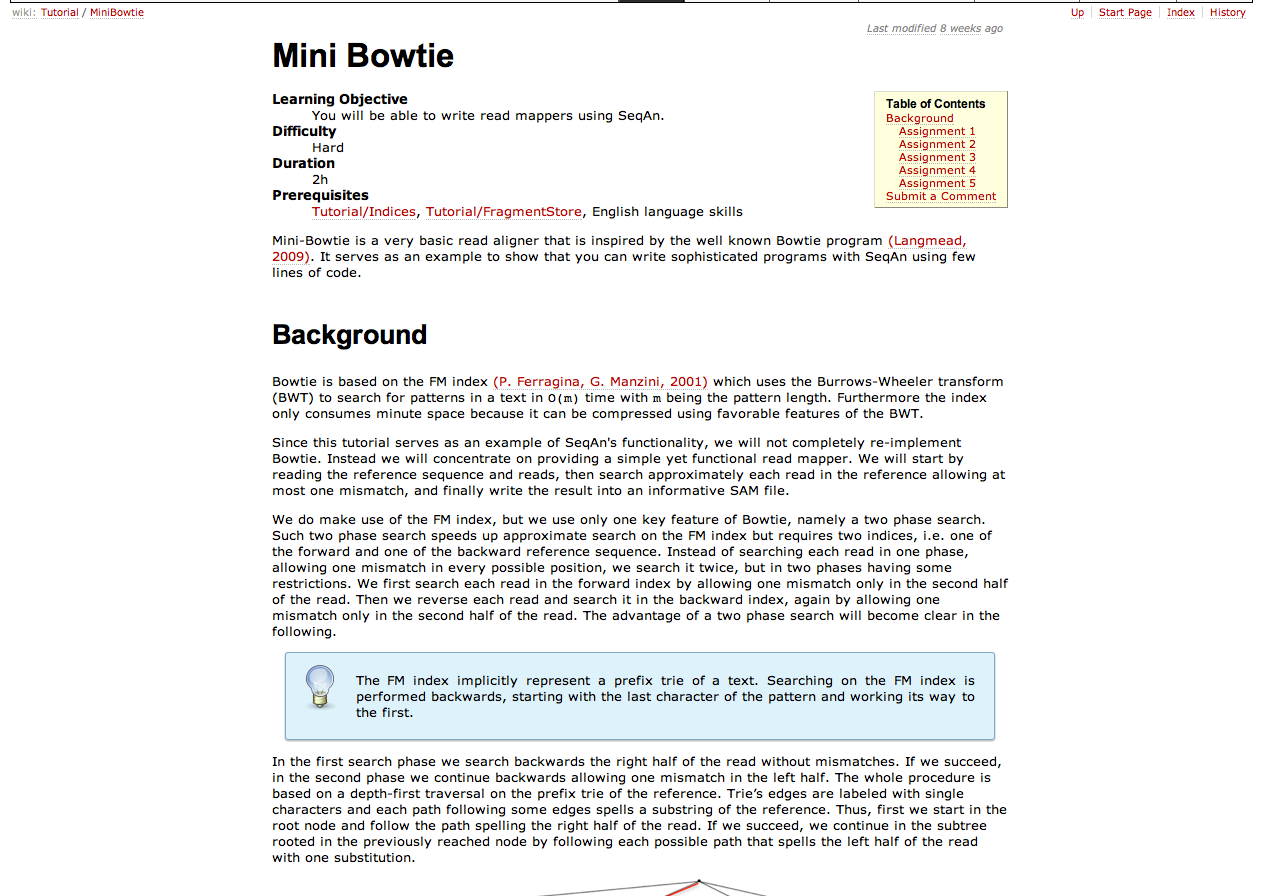 wiki: Tutorial / MiniBowtie
Up Start Page Index History
Last modified 8 weeks ago
Mini Bowtie
Learning Objective
You will be able to write read mappers using SeqAn.
Difficulty
Hard
Duration
2h
Prerequisites
Tutorial/Indices, Tutorial/FragmentStore, English language skills
Table of Contents
Background
Assignment 1
Assignment 2
Assignment 3
Assignment 4
Assignment 5
Submit a Comment
Mini-Bowtie is a very basic read aligner that is inspired by the well known Bowtie program (Langmead,
2009). It serves as an example to show that you can write sophisticated programs with SeqAn using few
lines of code.
Background
Bowtie is based on the FM index (P. Ferragina, G. Manzini, 2001) which uses the Burrows-Wheeler transform
(BWT) to search for patterns in a text in O(m) time with m being the pattern length. Furthermore the index
only consumes minute space because it can be compressed using favorable features of the BWT.
Since this tutorial serves as an example of SeqAn's functionality, we will not completely re-implement
Bowtie. Instead we will concentrate on providing a simple yet functional read mapper. We will start by
reading the reference sequence and reads, then search approximately each read in the reference allowing at
most one mismatch, and finally write the result into an informative SAM file.
We do make use of the FM index, but we use only one key feature of Bowtie, namely a two phase search.
Such two phase search speeds up approximate search on the FM index but requires two indices, i.e. one of
the forward and one of the backward reference sequence. Instead of searching each read in one phase,
allowing one mismatch in every possible position, we search it twice, but in two phases having some
restrictions. We first search each read in the forward index by allowing one mismatch only in the second half
of the read. Then we reverse each read and search it in the backward index, again by allowing one
mismatch only in the second half of the read. The advantage of a two phase search will become clear in the
following.
The FM index implicitly represent a prefix trie of a text. Searching on the FM index is
performed backwards, starting with the last character of the pattern and working its way to
the first.
In the first search phase we search backwards the right half of the read without mismatches. If we succeed,
in the second phase we continue backwards allowing one mismatch in the left half. The whole procedure is
based on a depth-first traversal on the prefix trie of the reference. Trie's edges are labeled with single
characters and each path following some edges spells a substring of the reference. Thus, first we start in the
root node and follow the path spelling the right half of the read. If we succeed, we continue in the subtree
rooted in the previously reached node by following each possible path that spells the left half of the read
with one substitution.